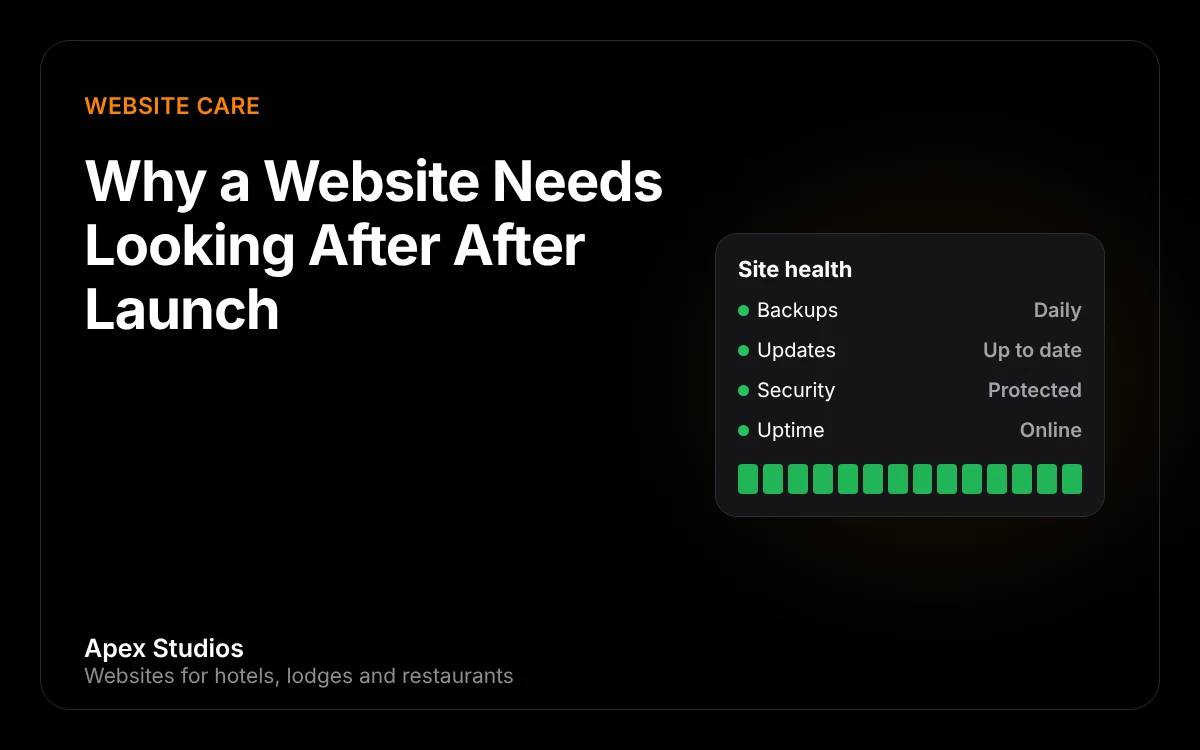 WEBSITE CARE
Why a Website Needs
Looking After After
Launch
Site health
Backups Daily
Updates Up to date
Security Protected
Uptime Online
Apex Studios
Websites for hotels, lodges and restaurants